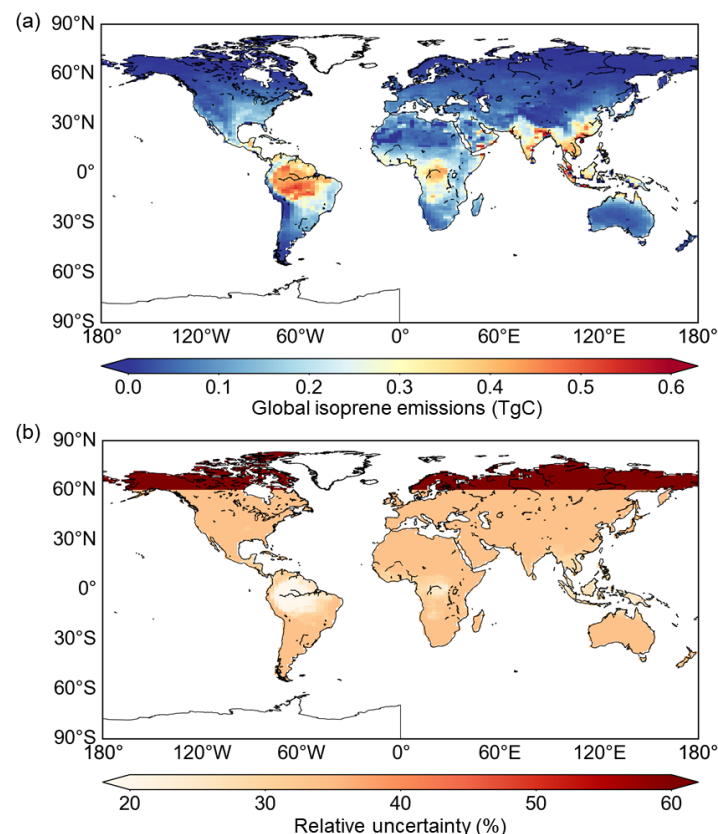 (a)
90°N
60°N
30°N
0°
30°S
60°S
90°S
180° 120°W 60°W 0° 60°E 120°E 180°
0.0 0.1 0.2 0.3 0.4 0.5 0.6
Global isoprene emissions (TgC)
(b)
90°N
60°N
30°N
0°
30°S
60°S
90°S
180° 120°W 60°W 0° 60°E 120°E 180°
20 30 40 50 60
Relative uncertainty (%)